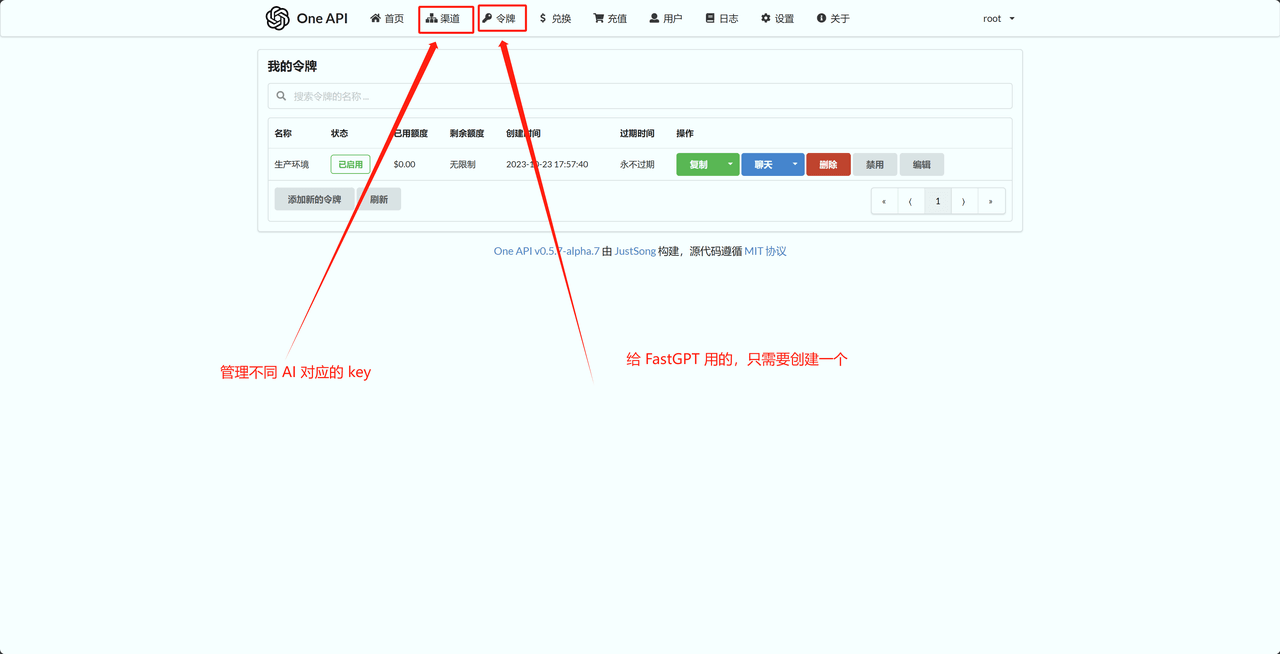 One API 首页 渠道 令牌 兑换 充值 用户 日志 设置 关于 root
我的令牌
搜索令牌的名称 ...
名称 状态 已用额度 剩余额度 创建时间 过期时间 操作
生产环境 已启用 $0.00 无限制 2023-10-23 17:57:40 永不过期 复制 聊天 删除 禁用 编辑
添加新的令牌 刷新 « ⟨ 1 ⟩ »
One API v0.5.7-alpha.7 由 JustSong 构建，源代码遵循 MIT 协议
给 FastGPT 用的，只需要创建一个
管理不同 AI 对应的 key